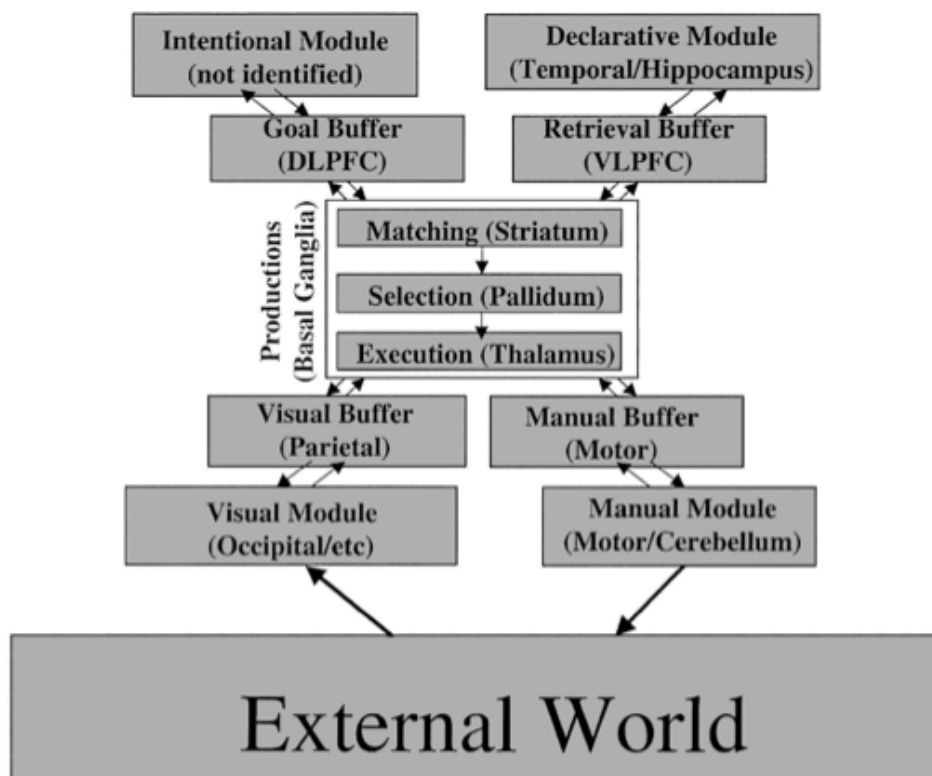 Intentional Module
(not identified)
Declarative Module
(Temporal/Hippocampus)
Goal Buffer
(DLPFC)
Retrieval Buffer
(VLPFC)
Productions
(Basal Ganglia)
Matching (Striatum)
Selection (Pallidum)
Execution (Thalamus)
Visual Buffer
(Parietal)
Manual Buffer
(Motor)
Visual Module
(Occipital/etc)
Manual Module
(Motor/Cerebellum)
External World